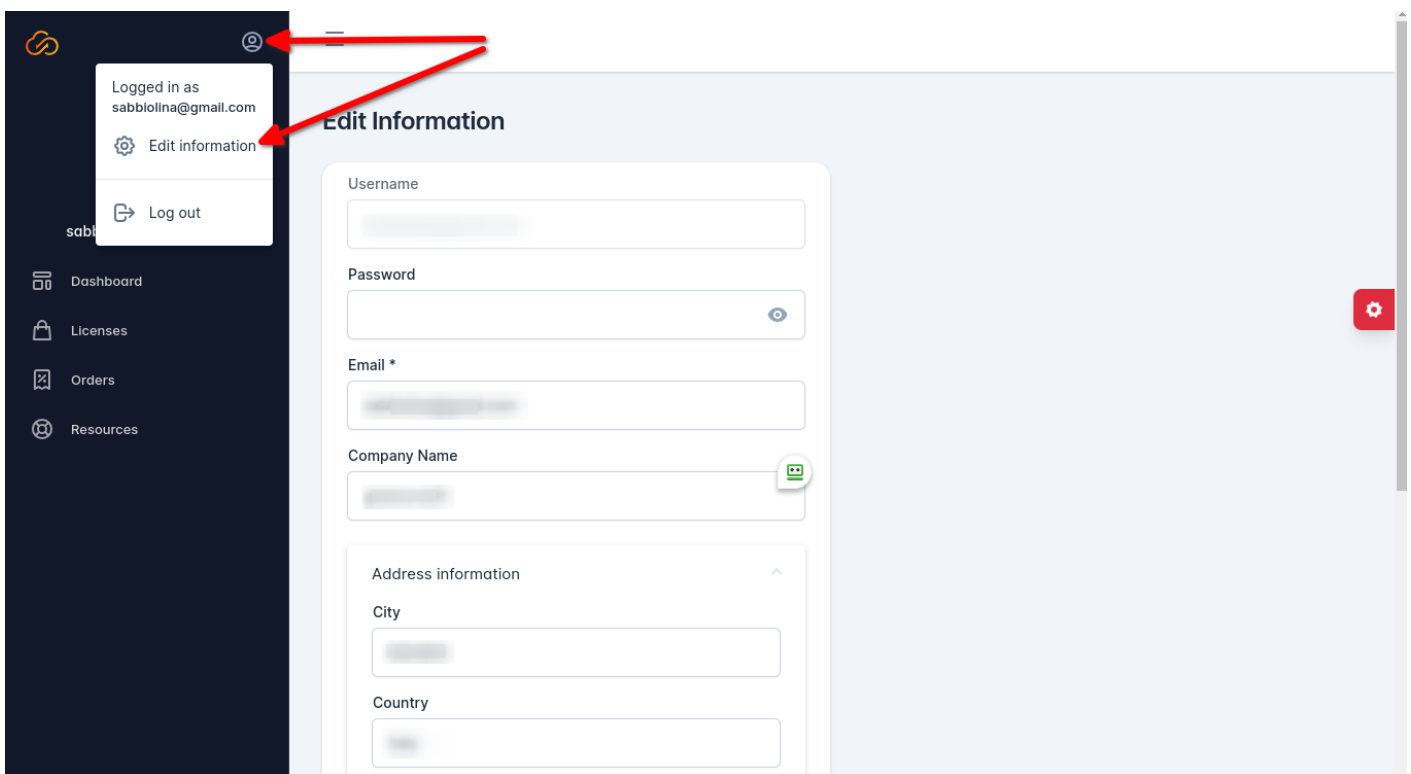 Logged in as
sabbiolina@gmail.com
Edit information
Log out
sabb
Dashboard
Licenses
Orders
Resources
Edit Information
Username
Password
Email *
Company Name
Address information
City
Country